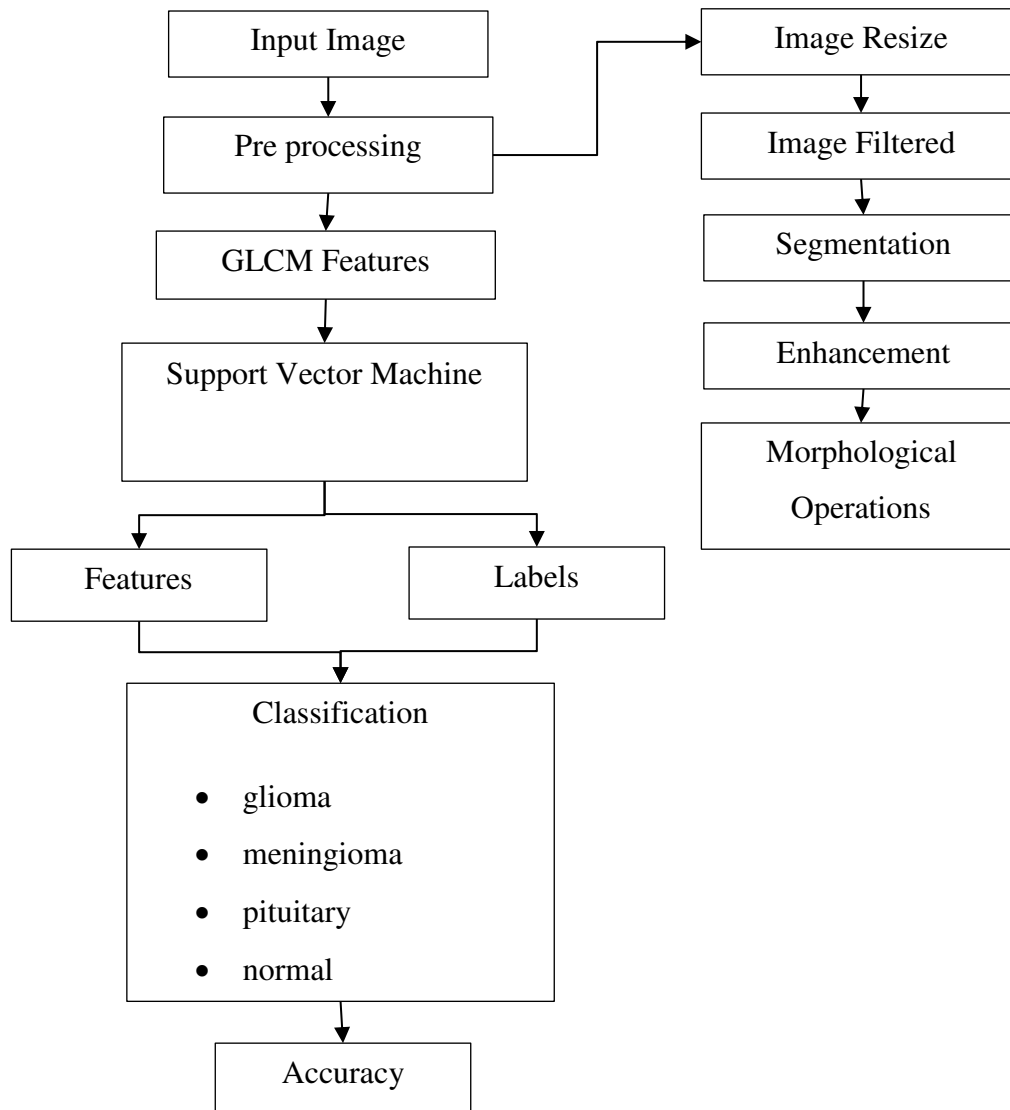 Input Image
Pre processing
GLCM Features
Support Vector Machine
Features
Labels
Classification
• glioma
• meningioma
• pituitary
• normal
Accuracy
Image Resize
Image Filtered
Segmentation
Enhancement
Morphological
Operations